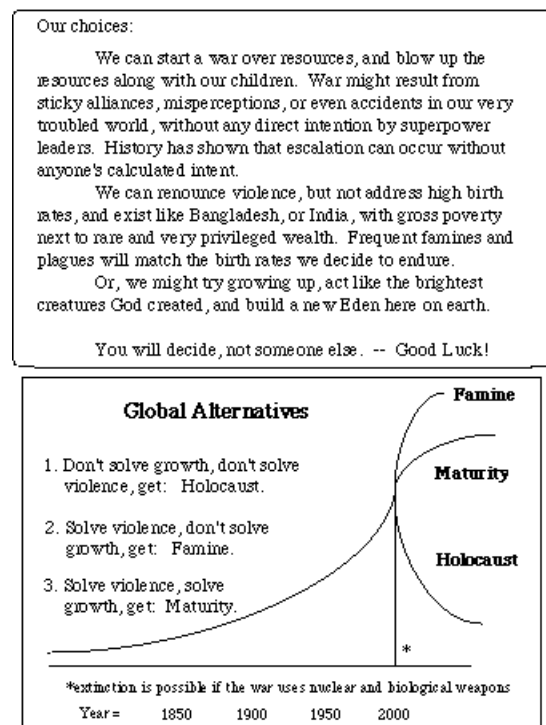 Our choices:
We can start a war over resources, and blow up the
resources along with our children. War might result from
sticky alliances, misperceptions, or even accidents in our very
troubled world, without any direct intention by superpower
leaders. History has shown that escalation can occur without
anyone's calculated intent.
We can renounce violence, but not address high birth
rates, and exist like Bangladesh, or India, with gross poverty
next to rare and very privileged wealth. Frequent famines and
plagues will match the birth rates we decide to endure.
Or, we might try growing up, act like the brightest
creatures God created, and build a new Eden here on earth.
You will decide, not someone else. -- Good Luck!
Global Alternatives
1. Don't solve growth, don't solve
violence, get: Holocaust.
2. Solve violence, don't solve
growth, get: Famine.
3. Solve violence, solve
growth, get: Maturity.
Famine
Maturity
Holocaust
*
*extinction is possible if the war uses nuclear and biological weapons
Year = 1850 1900 1950 2000